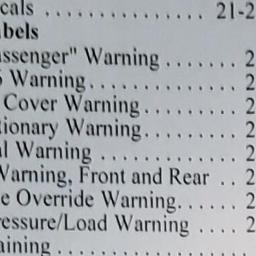 cals .............. 21-2
bels
assenger" Warning ....... 2
Warning ........... 2
Cover Warning ......... 2
tionary Warning ......... 2
l Warning .............. 2
Warning, Front and Rear .. 2
e Override Warning ...... 2
ressure/Load Warning .... 2
aining ..................